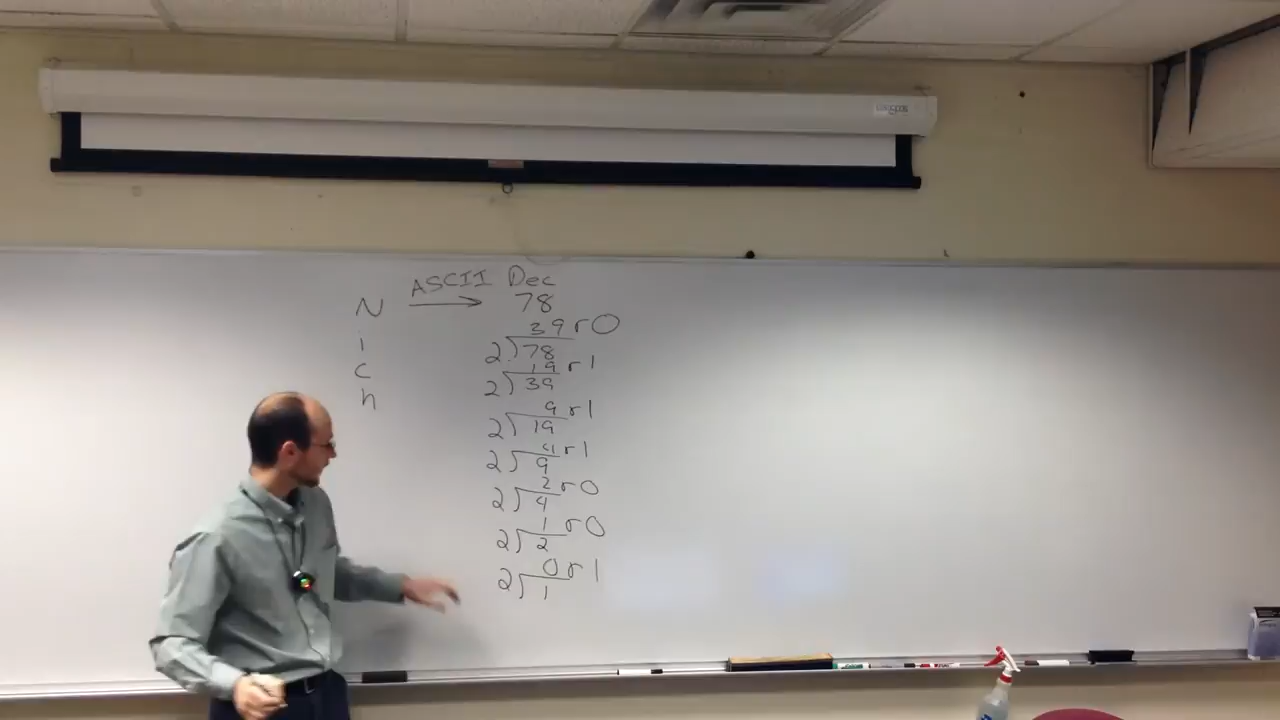 ASCII Dec
N → 78
i
c
h
39 r 0
2)78
19 r 1
2)39
9 r 1
2)19
4 r 1
2)9
2 r 0
2)4
1 r 0
2)2
0 r 1
2)1